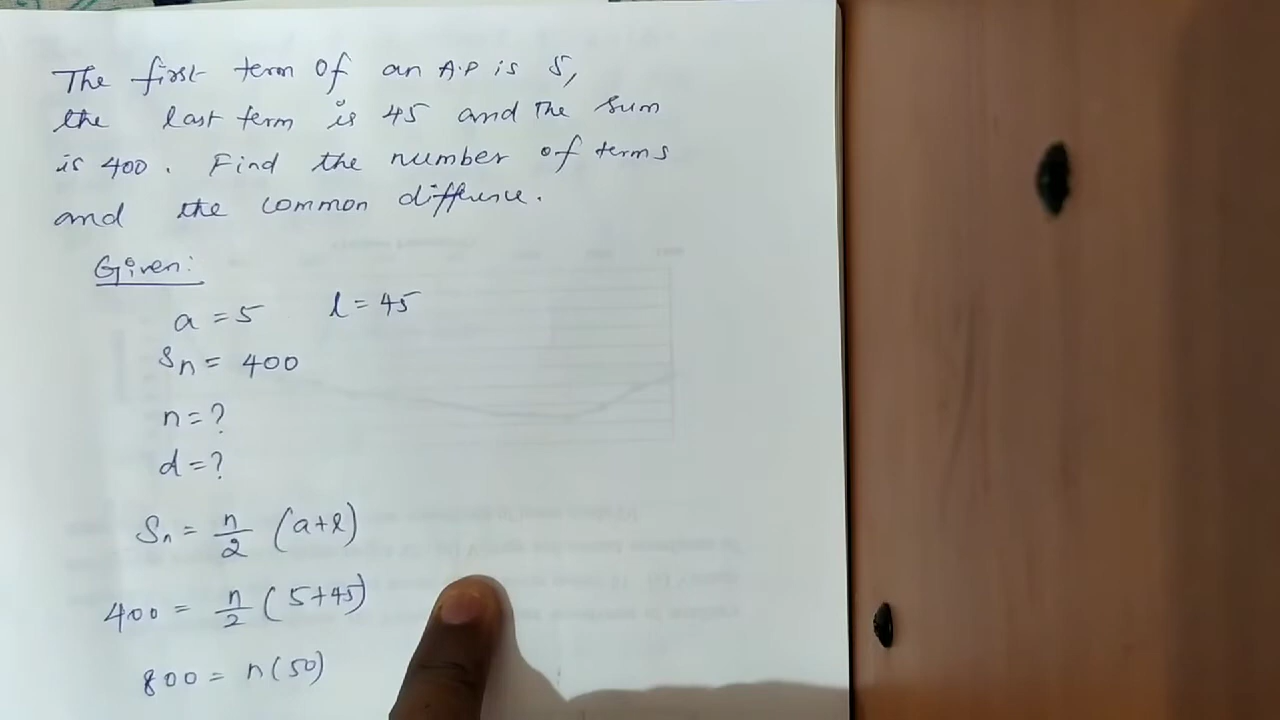 The first term of an A.P is 5,
the last term is 45 and the sum
is 400. Find the number of terms
and the common difference.
Given:
a = 5 l = 45
Sn = 400
n = ?
d = ?
Sn = n/2 (a+l)
400 = n/2 (5+45)
800 = n(50)